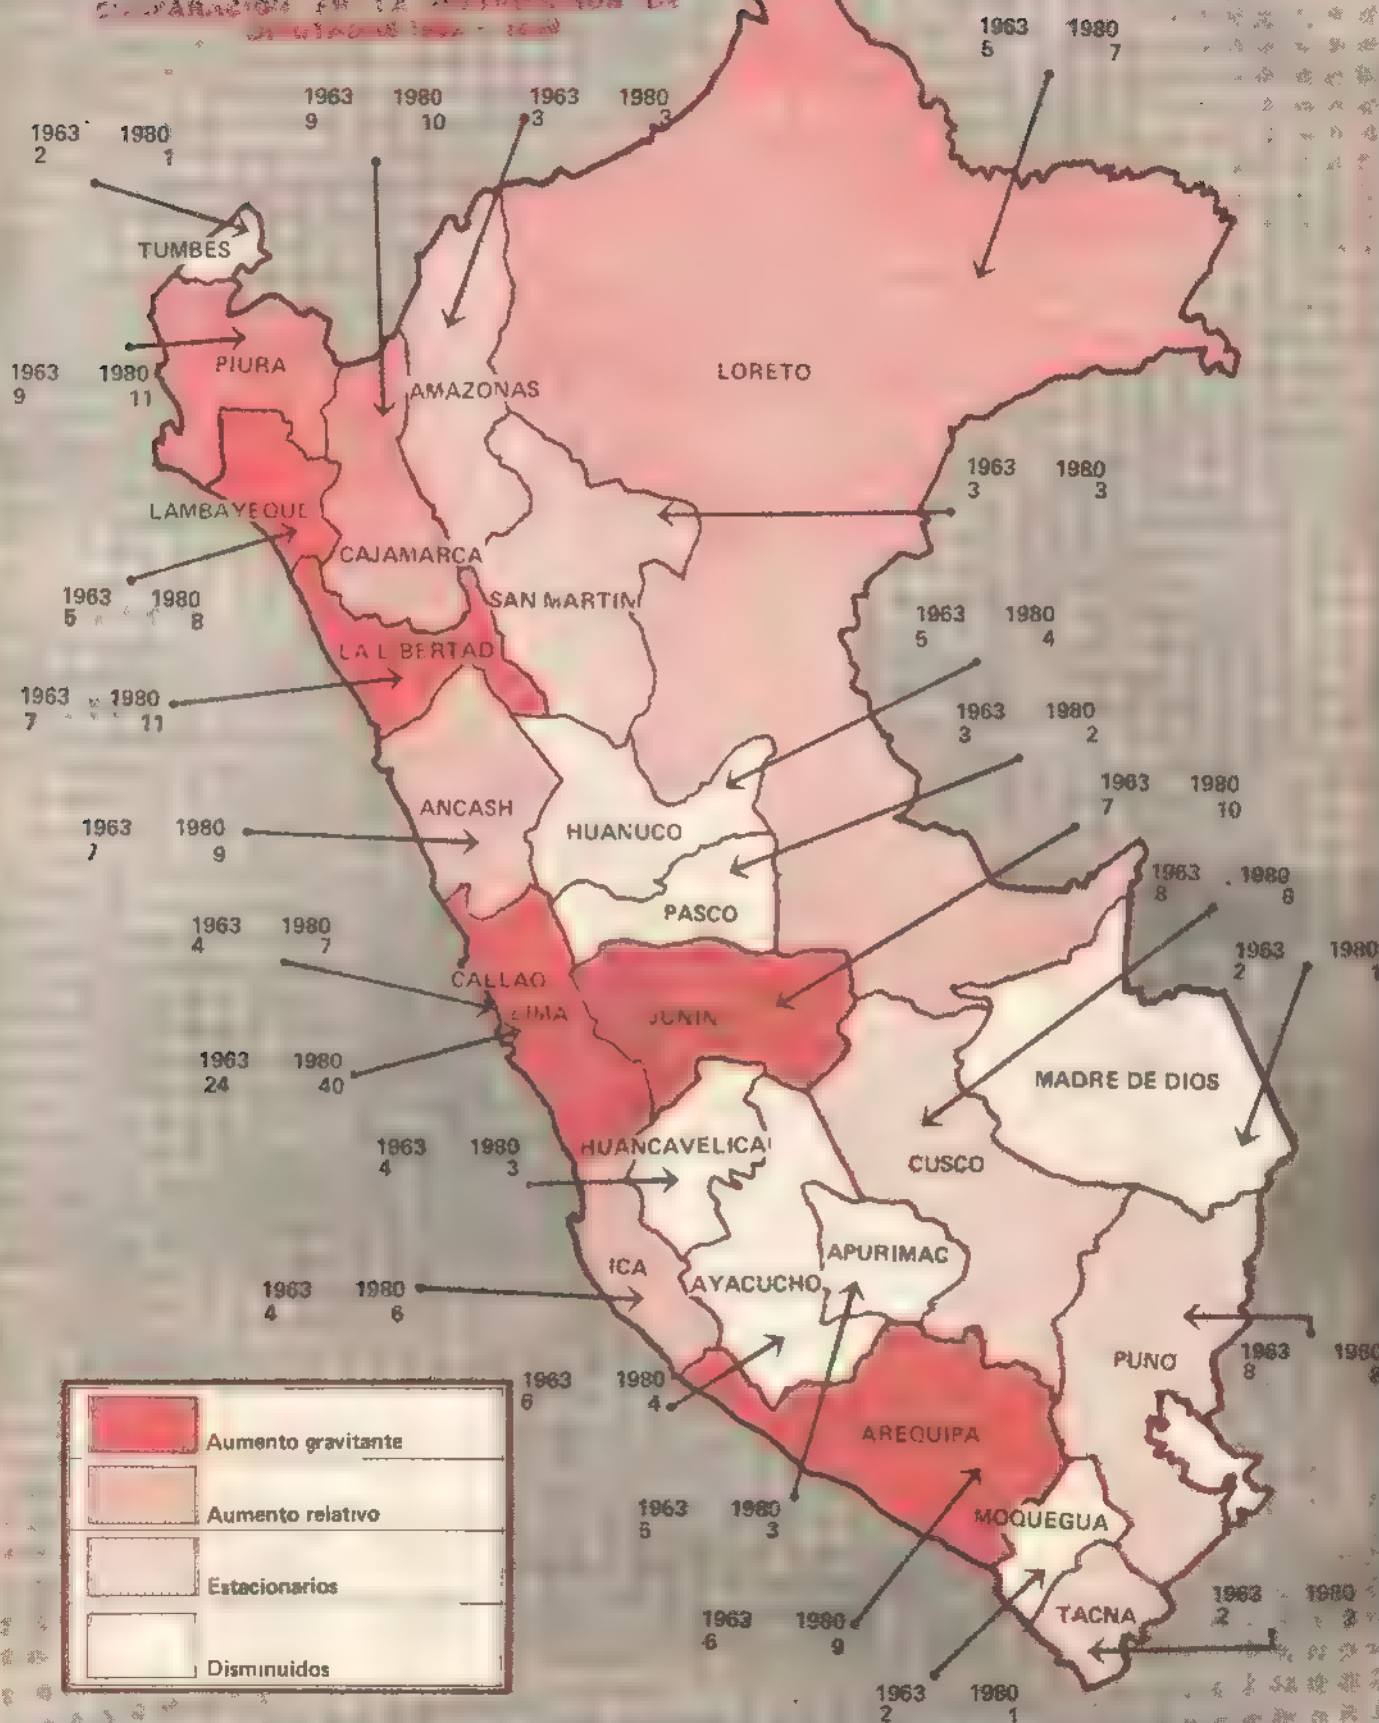 1963 1980
5 7
1963 1980
9 10
1963 1980
3 3
1963 1980
2 1
TUMBES
PIURA
1963 1980
9 11
AMAZONAS
LORETO
1963 1980
3 3
LAMBAYEQUE
CAJAMARCA
1963 1980
5 8
SAN MARTIN
1963 1980
5 4
LA LIBERTAD
1963 1980
7 11
1963 1980
3 2
1963 1980
7 10
ANCASH
HUANUCO
1963 1980
7 9
1963 1980
8 8
PASCO
1963 1980
4 7
1963 1980
2 1
CALLAO
LIMA
JUNIN
1963 1980
24 40
MADRE DE DIOS
1963 1980
4 3
HUANCAVELICA
CUSCO
APURIMAC
ICA
AYACUCHO
1963 1980
4 6
PUNO
1963 1980
8 8
1963 1980
6 4
AREQUIPA
1963 1980
5 3
MOQUEGUA
1963 1980
6 9
TACNA
1963 1980
2 2
1963 1980
2 1
Aumento gravitante
Aumento relativo
Estacionarios
Disminuidos